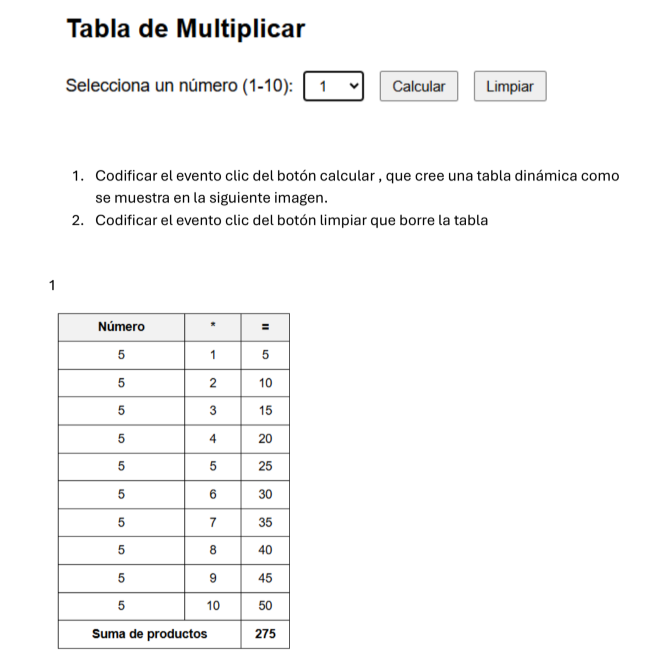 Tabla de Multiplicar
Selecciona un número (1-10): 1 Calcular Limpiar
1. Codificar el evento clic del botón calcular , que cree una tabla dinámica como
se muestra en la siguiente imagen.
2. Codificar el evento clic del botón limpiar que borre la tabla
1
Número * =
5 1 5
5 2 10
5 3 15
5 4 20
5 5 25
5 6 30
5 7 35
5 8 40
5 9 45
5 10 50
Suma de productos 275